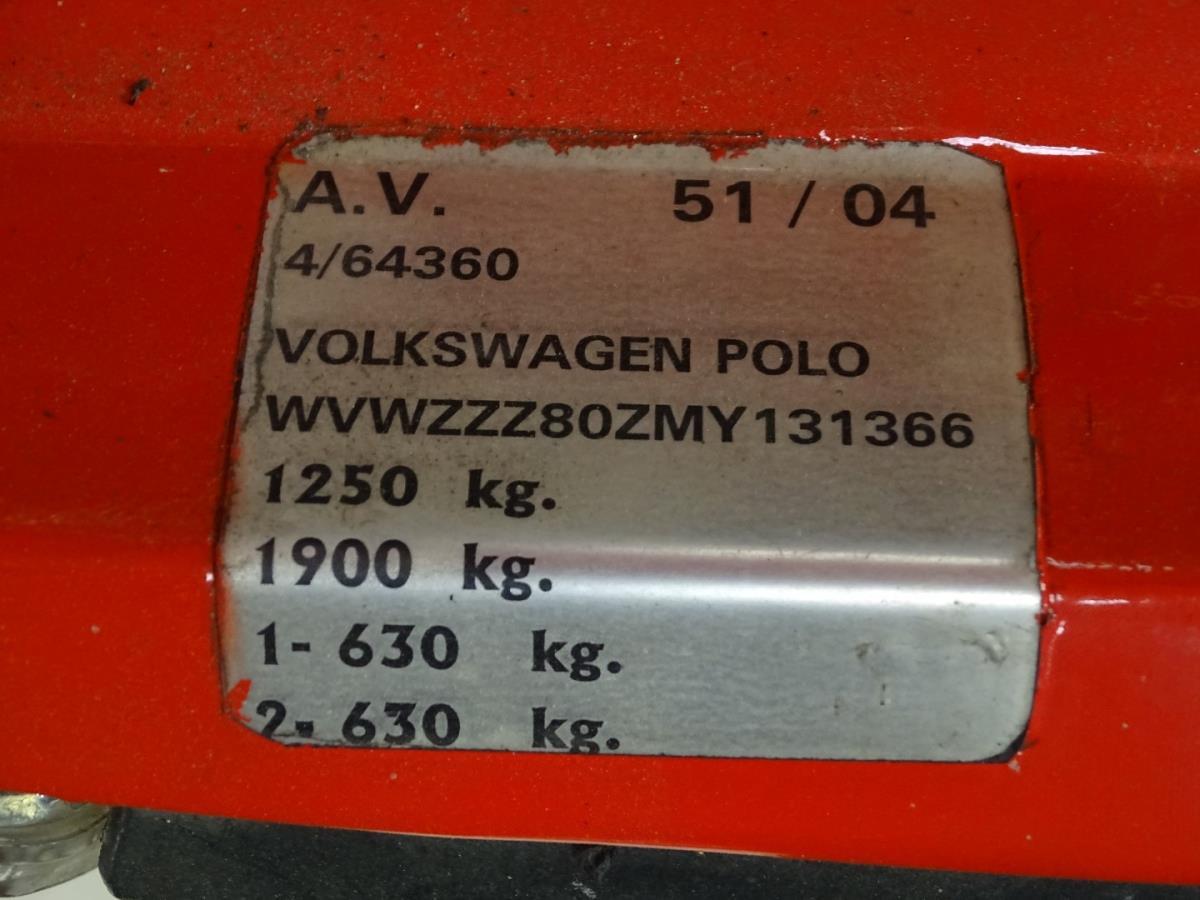 A.V. 51 / 04
4/64360
VOLKSWAGEN POLO
WVWZZZ80ZMY131366
1250 kg.
1900 kg.
1- 630 kg.
2- 630 kg.